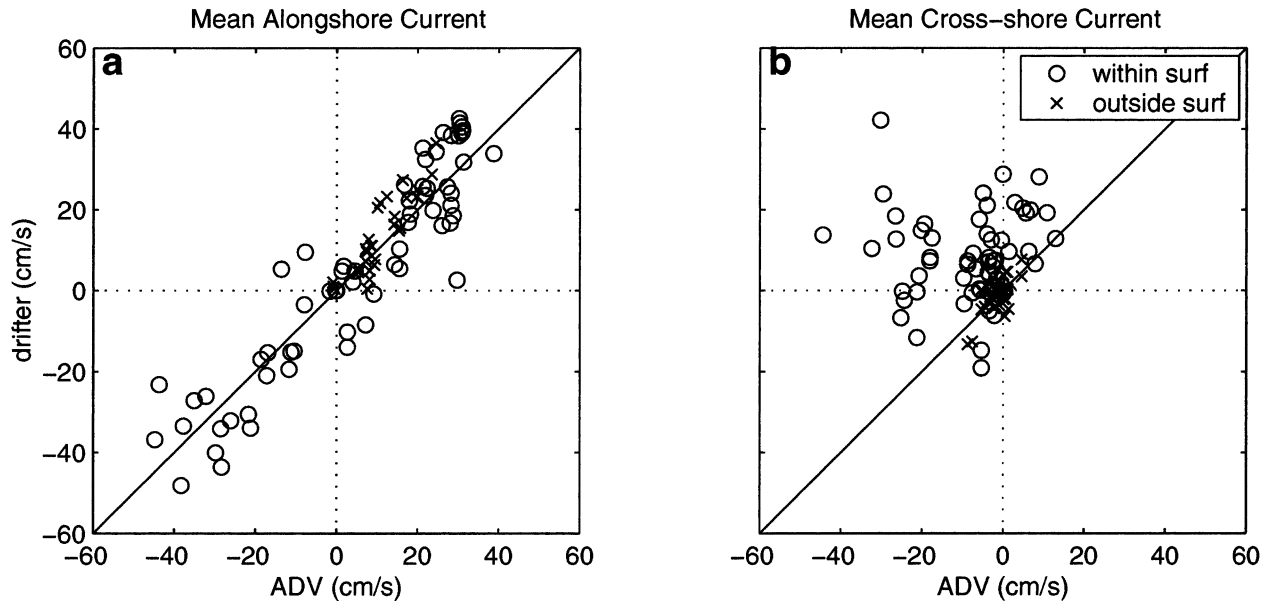 Mean Alongshore Current
a
60
40
20
0
−20
−40
−60
drifter (cm/s)
−60 −40 −20 0 20 40 60
ADV (cm/s)
Mean Cross−shore Current
b
within surf
outside surf
−60 −40 −20 0 20 40 60
ADV (cm/s)